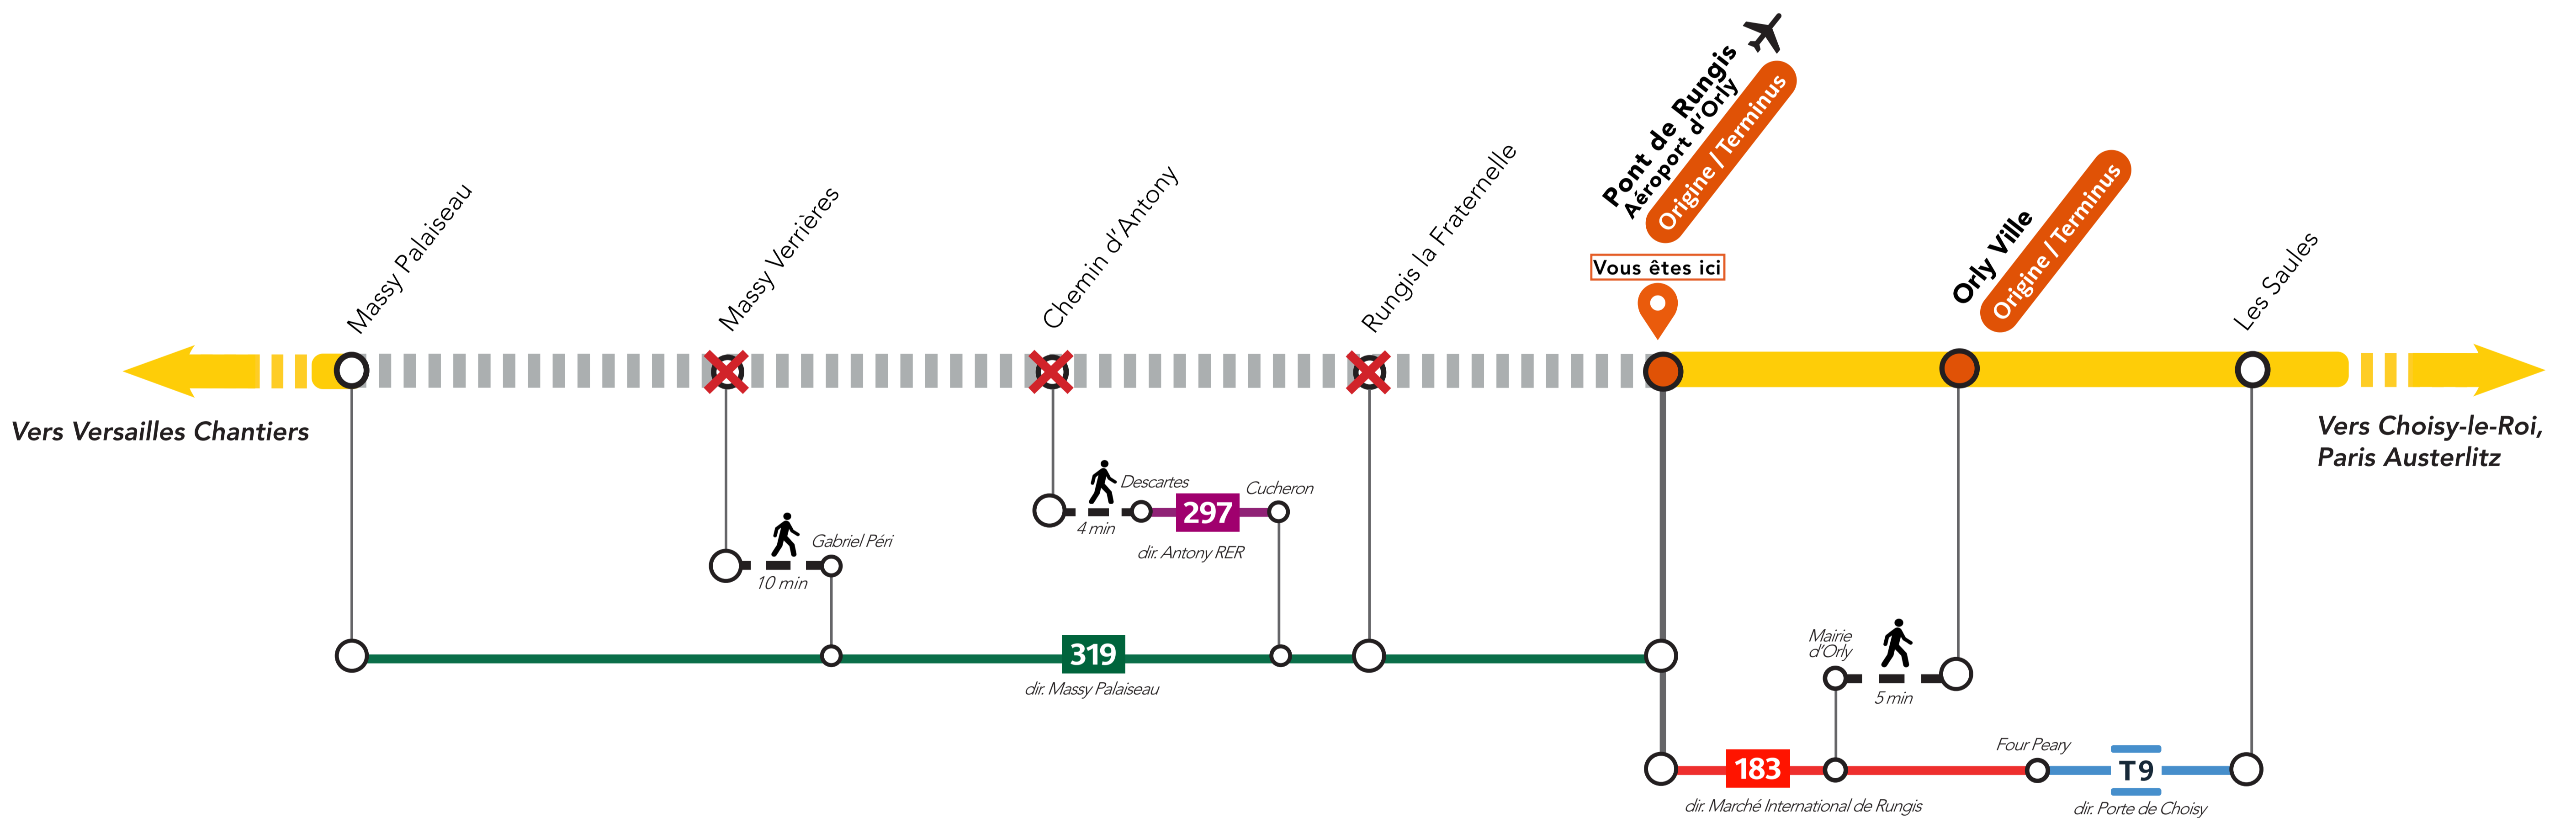 Massy Palaiseau
Massy Verrières
Chemin d'Antony
Rungis la Fraternelle
Pont de Rungis
Aéroport d'Orly
Origine / Terminus
Vous êtes ici
Orly Ville
Origine / Terminus
Les Saules
Vers Versailles Chantiers
Vers Choisy-le-Roi,
Paris Austerlitz
Descartes
Cucheron
297
4 min
dir. Antony RER
Gabriel Péri
10 min
319
dir. Massy Palaiseau
Mairie
d'Orly
5 min
Four Peary
183
T9
dir. Marché International de Rungis
dir. Porte de Choisy